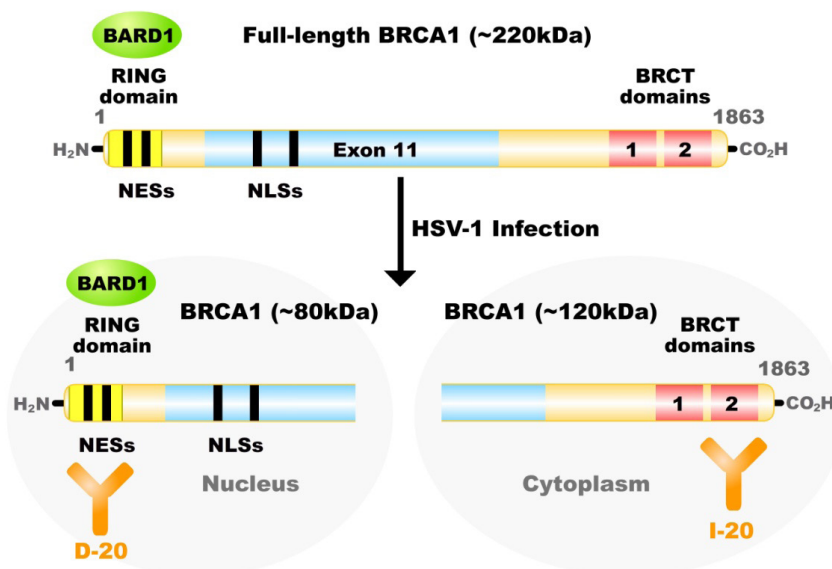 BARD1
Full-length BRCA1 (~220kDa)
RING
domain
BRCT
domains
1
1863
H₂N
Exon 11
1
2
CO₂H
NESs
NLSs
HSV-1 Infection
BARD1
BRCA1 (~80kDa)
RING
domain
1
H₂N
NESs
NLSs
Nucleus
D-20
BRCA1 (~120kDa)
BRCT
domains
1863
1
2
CO₂H
Cytoplasm
I-20